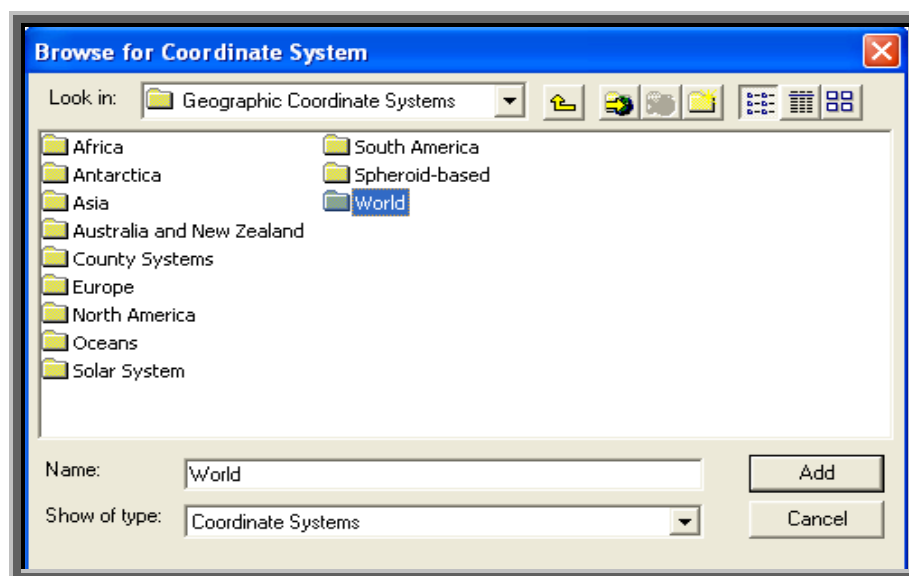 Browse for Coordinate System
Look in: Geographic Coordinate Systems
Africa
Antarctica
Asia
Australia and New Zealand
County Systems
Europe
North America
Oceans
Solar System
South America
Spheroid-based
World
Name: World
Add
Show of type: Coordinate Systems
Cancel